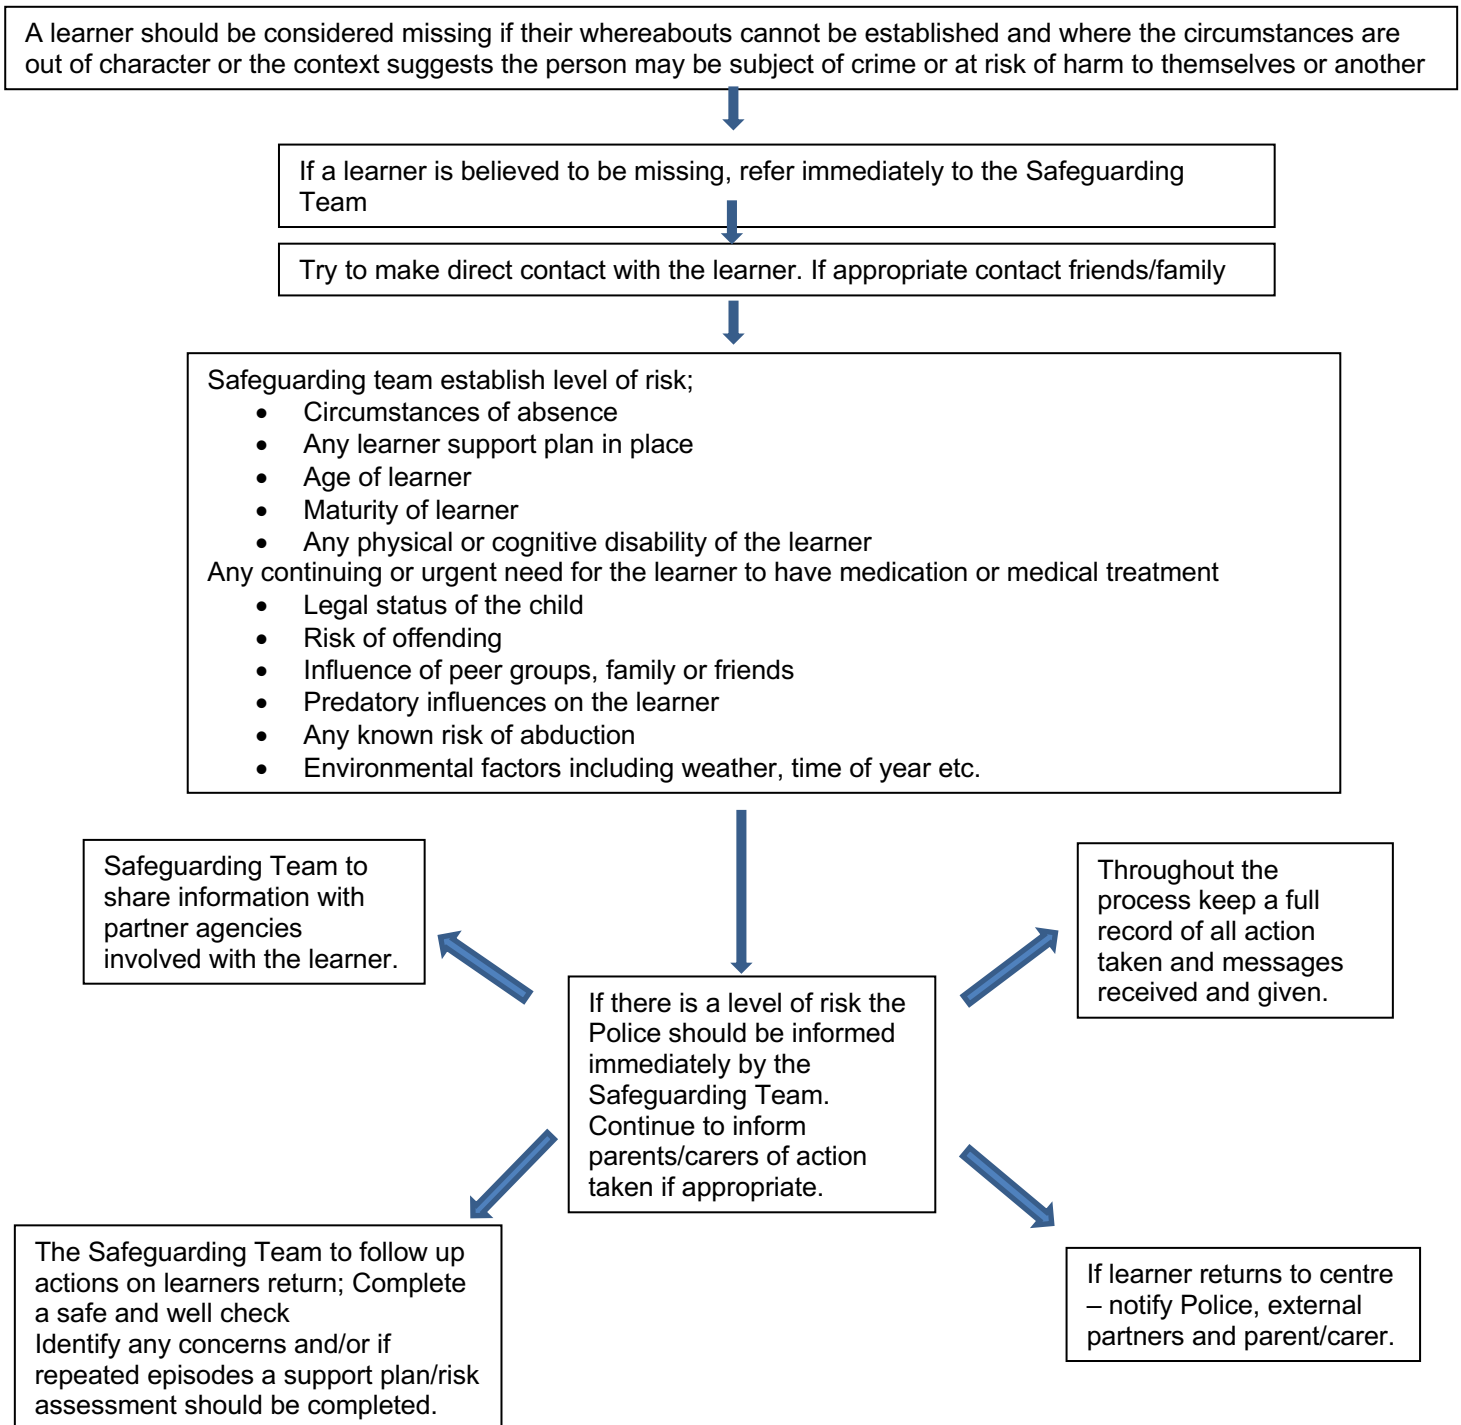 A learner should be considered missing if their whereabouts cannot be established and where the circumstances are
out of character or the context suggests the person may be subject of crime or at risk of harm to themselves or another
If a learner is believed to be missing, refer immediately to the Safeguarding
Team
Try to make direct contact with the learner. If appropriate contact friends/family
Safeguarding team establish level of risk;
• Circumstances of absence
• Any learner support plan in place
• Age of learner
• Maturity of learner
• Any physical or cognitive disability of the learner
Any continuing or urgent need for the learner to have medication or medical treatment
• Legal status of the child
• Risk of offending
• Influence of peer groups, family or friends
• Predatory influences on the learner
• Any known risk of abduction
• Environmental factors including weather, time of year etc.
Safeguarding Team to
share information with
partner agencies
involved with the learner.
Throughout the
process keep a full
record of all action
taken and messages
received and given.
If there is a level of risk the
Police should be informed
immediately by the
Safeguarding Team.
Continue to inform
parents/carers of action
taken if appropriate.
The Safeguarding Team to follow up
actions on learners return; Complete
a safe and well check
Identify any concerns and/or if
repeated episodes a support plan/risk
assessment should be completed.
If learner returns to centre
– notify Police, external
partners and parent/carer.